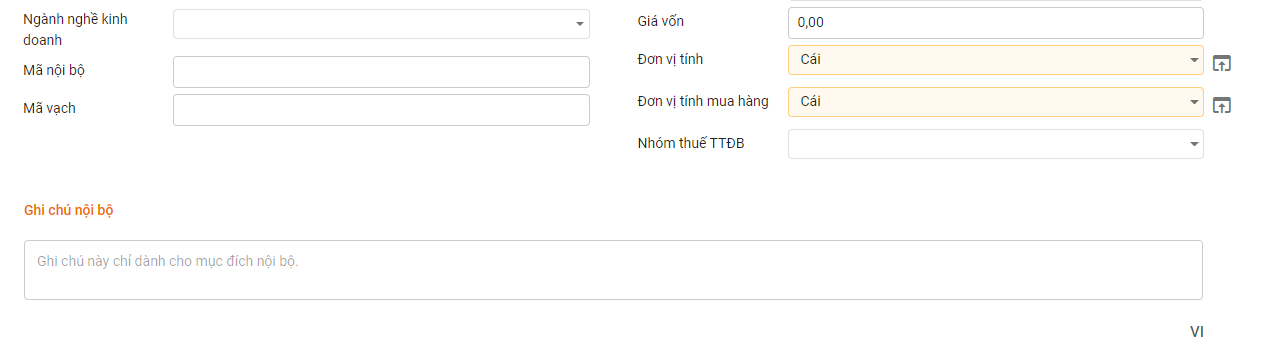 Ngành nghề kinh
doanh
Mã nội bộ
Mã vạch
Giá vốn
0,00
Đơn vị tính
Cái
Đơn vị tính mua hàng
Cái
Nhóm thuế TTĐB
Ghi chú nội bộ
Ghi chú này chỉ dành cho mục đích nội bộ.
VI